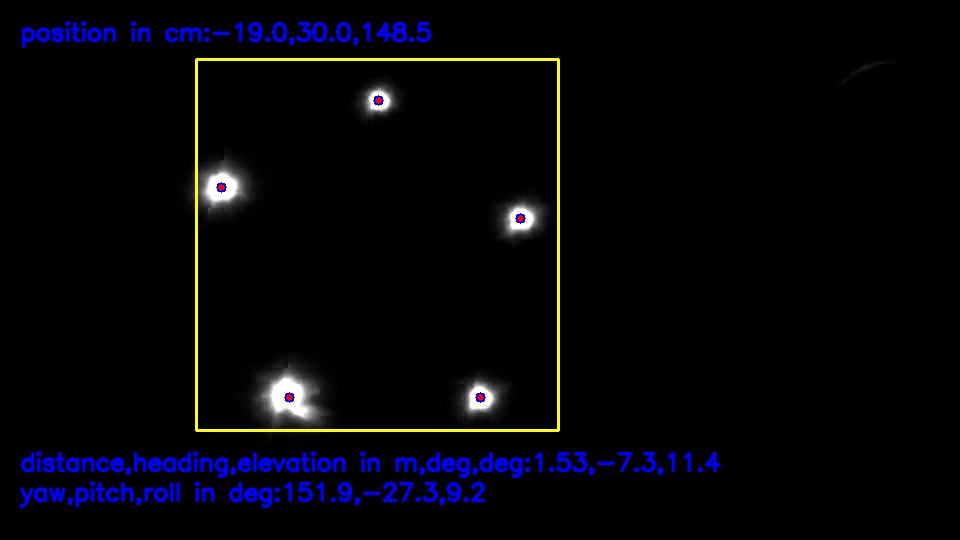 position in cm:-19.0,30.0,148.5
distance,heading,elevation in m,deg,deg:1.53,-7.3,11.4
yaw,pitch,roll in deg:151.9,-27.3,9.2